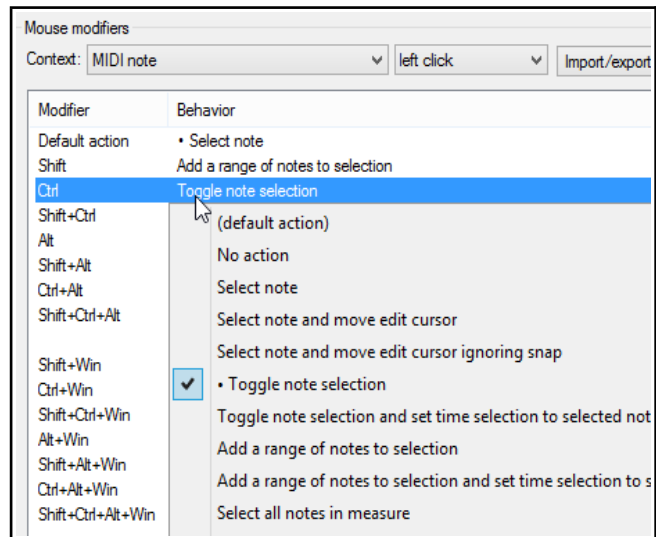 Mouse modifiers
Context: MIDI note left click Import/export
Modifier Behavior
Default action • Select note
Shift Add a range of notes to selection
Ctrl Toggle note selection
Shift+Ctrl (default action)
Alt
No action
Shift+Alt
Ctrl+Alt Select note
Shift+Ctrl+Alt Select note and move edit cursor
Select note and move edit cursor ignoring snap
Shift+Win
Ctrl+Win • Toggle note selection
Shift+Ctrl+Win Toggle note selection and set time selection to selected not
Alt+Win Add a range of notes to selection
Shift+Alt+Win
Ctrl+Alt+Win Add a range of notes to selection and set time selection to s
Shift+Ctrl+Alt+Win Select all notes in measure